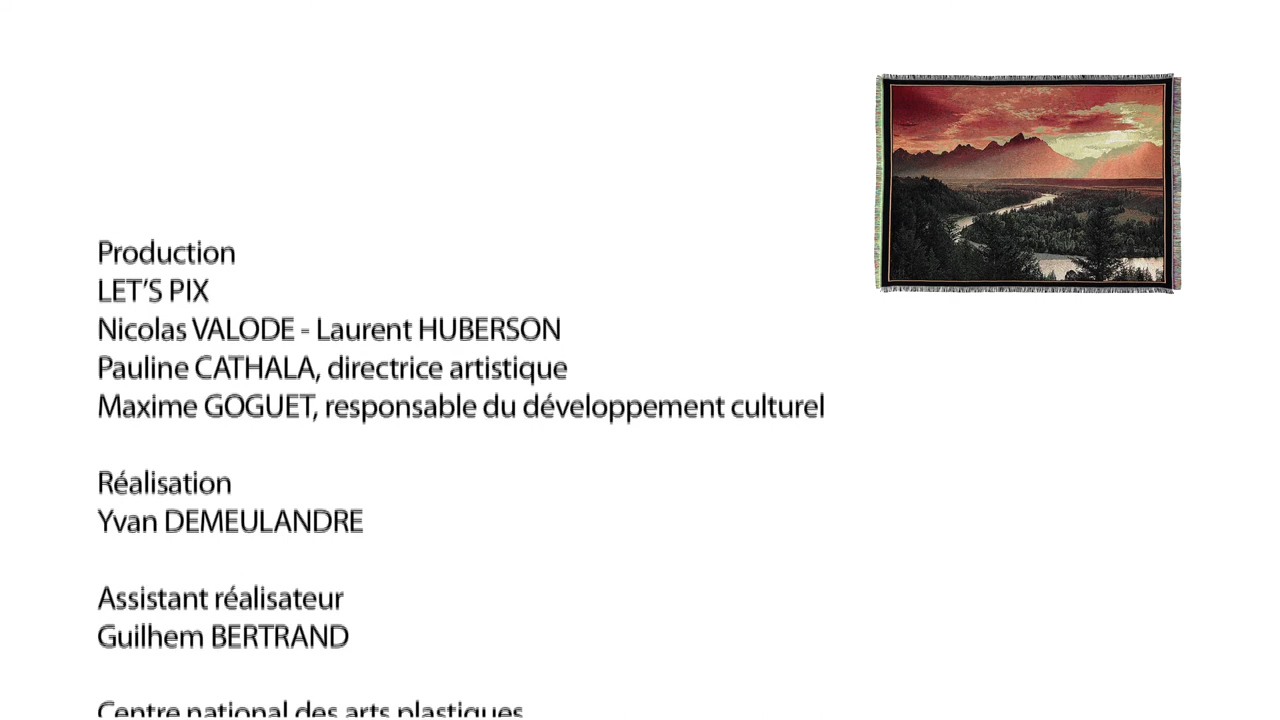 Production
LET’S PIX
Nicolas VALODE - Laurent HUBERSON
Pauline CATHALA, directrice artistique
Maxime GOGUET, responsable du développement culturel
Réalisation
Yvan DEMEULANDRE
Assistant réalisateur
Guilhem BERTRAND
Centre national des arts plastiques